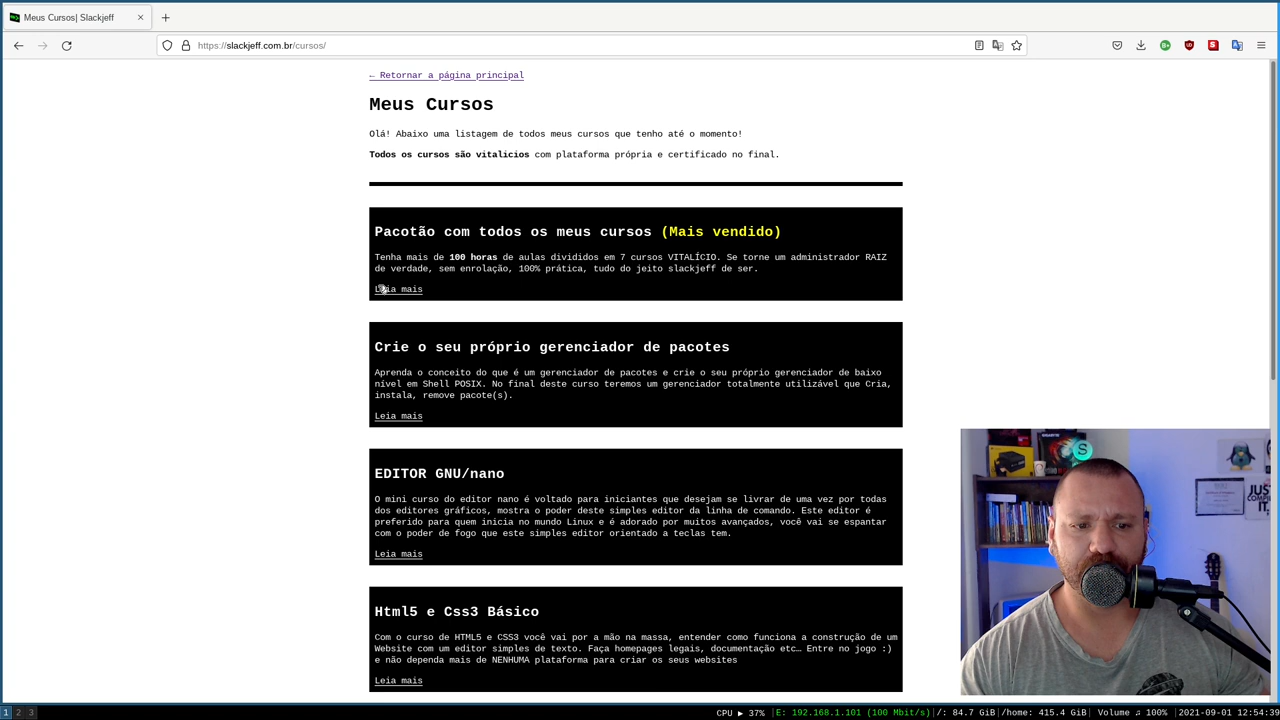 Meus Cursos| Slackjeff
https://slackjeff.com.br/cursos/
← Retornar a página principal
Meus Cursos
Olá! Abaixo uma listagem de todos meus cursos que tenho até o momento!
Todos os cursos são vitalicios com plataforma própria e certificado no final.
Pacotão com todos os meus cursos (Mais vendido)
Tenha mais de 100 horas de aulas divididos em 7 cursos VITALÍCIO. Se torne um administrador RAIZ
de verdade, sem enrolação, 100% prática, tudo do jeito slackjeff de ser.
Leia mais
Crie o seu próprio gerenciador de pacotes
Aprenda o conceito do que é um gerenciador de pacotes e crie o seu próprio gerenciador de baixo
nível em Shell POSIX. No final deste curso teremos um gerenciador totalmente utilizável que Cria,
instala, remove pacote(s).
Leia mais
EDITOR GNU/nano
O mini curso do editor nano é voltado para iniciantes que desejam se livrar de uma vez por todas
dos editores gráficos, mostra o poder deste simples editor da linha de comando. Este editor é
preferido para quem inicia no mundo Linux e é adorado por muitos avançados, você vai se espantar
com o poder de fogo que este simples editor orientado a teclas tem.
Leia mais
Html5 e Css3 Básico
Com o curso de HTML5 e CSS3 você vai por a mão na massa, entender como funciona a construção de um
Website com um editor simples de texto. Faça homepages legais, documentação etc… Entre no jogo :)
e não dependa mais de NENHUMA plataforma para criar os seus websites
Leia mais
S
1 2 3
CPU ▶ 37% |E: 192.168.1.101 (100 Mbit/s)|/: 84.7 GiB|/home: 415.4 GiB| Volume ♫ 100% |2021-09-01 12:54:39